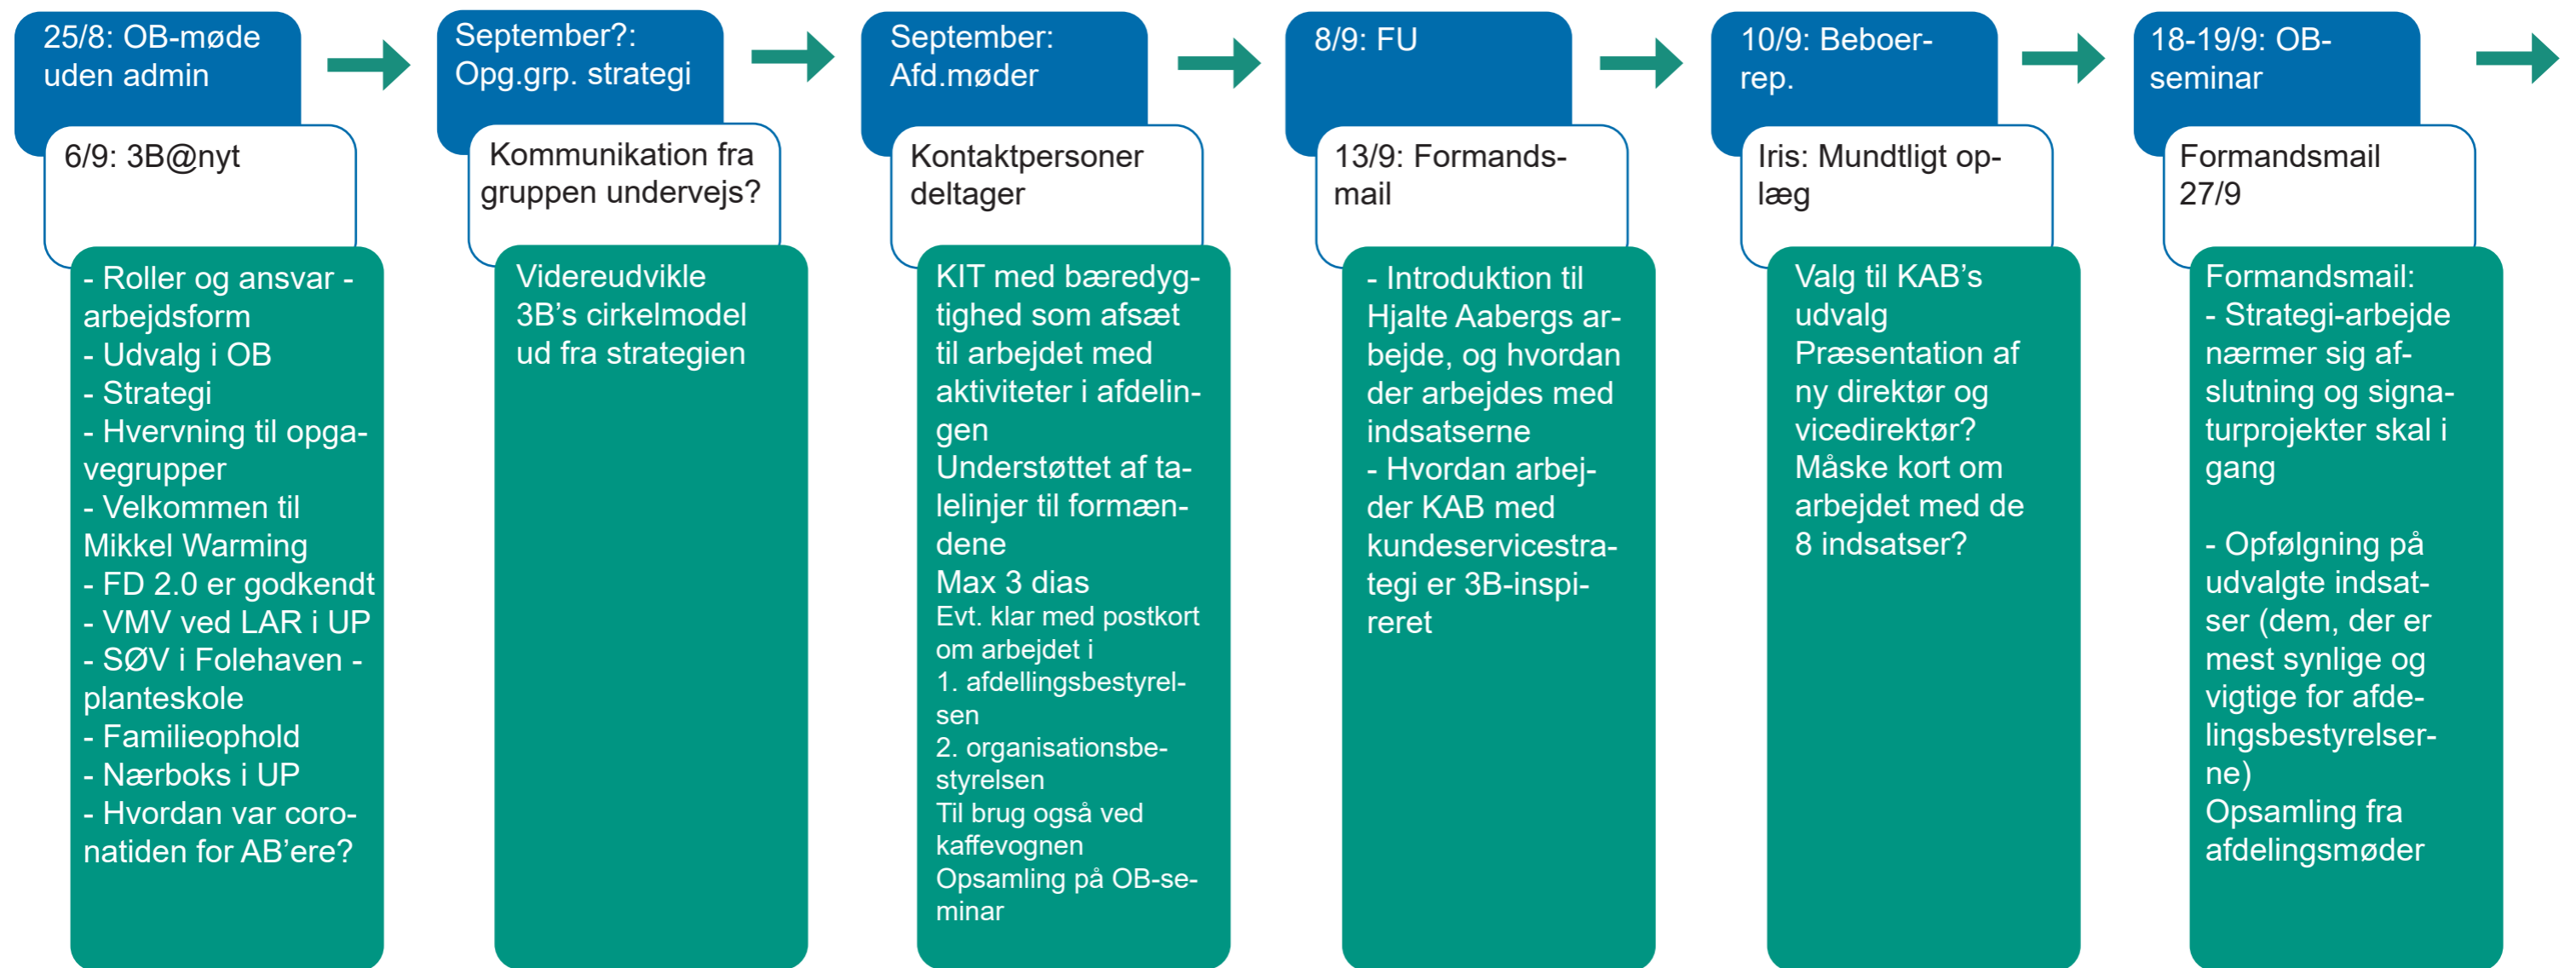 25/8: OB-møde
uden admin
6/9: 3B@nyt
- Roller og ansvar -
arbejdsform
- Udvalg i OB
- Strategi
- Hvervning til opga-
vegrupper
- Velkommen til
Mikkel Warming
- FD 2.0 er godkendt
- VMV ved LAR i UP
- SØV i Folehaven -
planteskole
- Familieophold
- Nærboks i UP
- Hvordan var coro-
natiden for AB’ere?
September?:
Opg.grp. strategi
Kommunikation fra
gruppen undervejs?
Videreudvikle
3B’s cirkelmodel
ud fra strategien
September:
Afd.møder
Kontaktpersoner
deltager
KIT med bæredyg-
tighed som afsæt
til arbejdet med
aktiviteter i afdelin-
gen
Understøttet af ta-
lelinjer til formæn-
dene
Max 3 dias
Evt. klar med postkort
om arbejdet i
1. afdellingsbestyrel-
sen
2. organisationsbe-
styrelsen
Til brug også ved
kaffevognen
Opsamling på OB-se-
minar
8/9: FU
13/9: Formands-
mail
- Introduktion til
Hjalte Aabergs ar-
bejde, og hvordan
der arbejdes med
indsatserne
- Hvordan arbej-
der KAB med
kundeservicestra-
tegi er 3B-inspi-
reret
10/9: Beboer-
rep.
Iris: Mundtligt op-
læg
Valg til KAB’s
udvalg
Præsentation af
ny direktør og
vicedirektør?
Måske kort om
arbejdet med de
8 indsatser?
18-19/9: OB-
seminar
Formandsmail
27/9
Formandsmail:
- Strategi-arbejde
nærmer sig af-
slutning og signa-
turprojekter skal i
gang
- Opfølgning på
udvalgte indsat-
ser (dem, der er
mest synlige og
vigtige for afde-
lingsbestyrelser-
ne)
Opsamling fra
afdelingsmøder